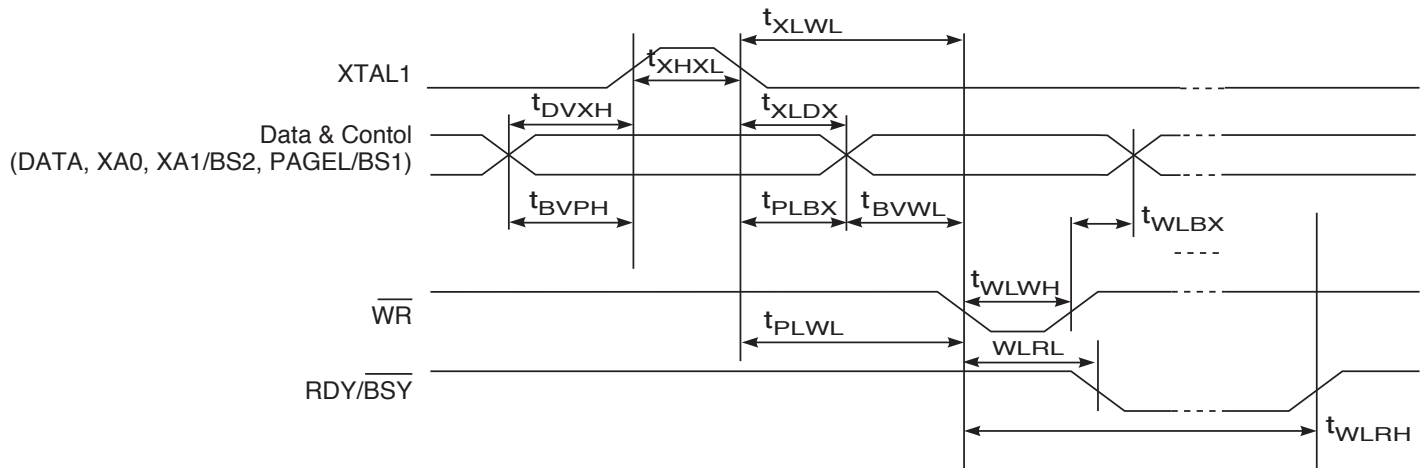 tXLWL
XTAL1
tXHXL
tDVXH
tXLDX
Data & Contol
(DATA, XA0, XA1/BS2, PAGEL/BS1)
tBVPH
tPLBX
tBVWL
tWLBX
WR
tWLWH
tPLWL
WLRL
RDY/BSY
tWLRH